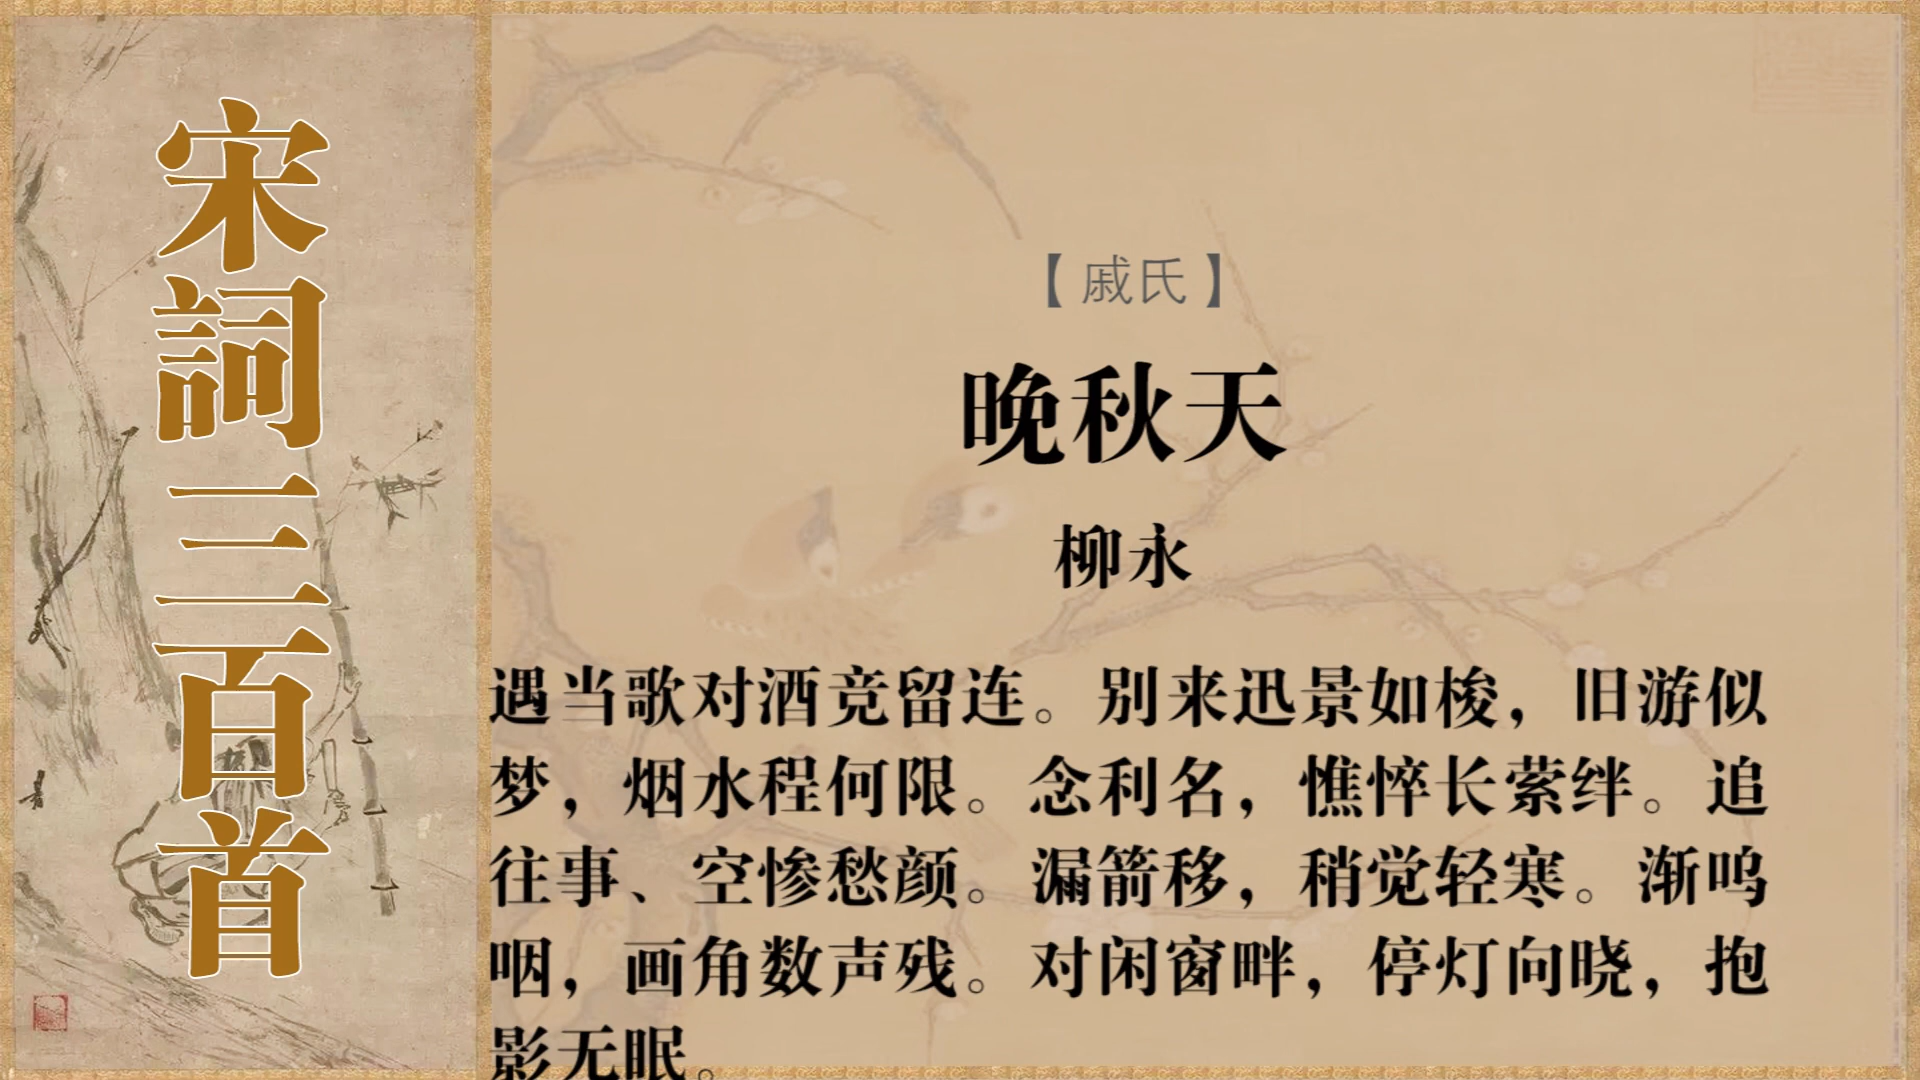 宋詞三百首
【戚氏】
晚秋天
柳永
遇当歌对酒竞留连。别来迅景如梭，旧游似
梦，烟水程何限。念利名，憔悴长萦绊。追
往事、空惨愁颜。漏箭移，稍觉轻寒。渐呜
咽，画角数声残。对闲窗畔，停灯向晓，抱
影无眠。